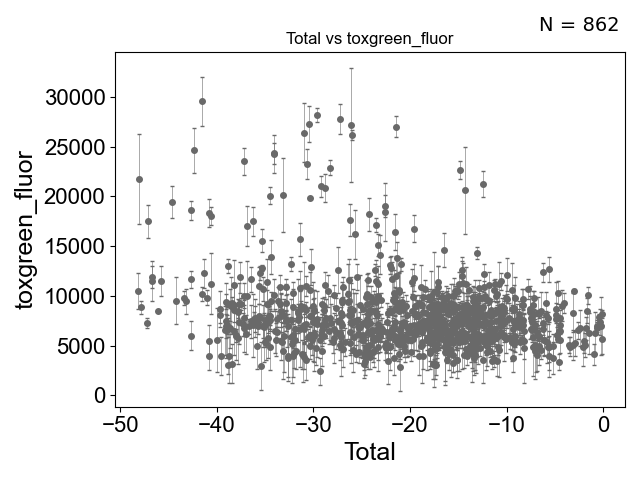 N = 862
Total vs toxgreen_fluor
toxgreen_fluor
30000
25000
20000
15000
10000
5000
0
−50 −40 −30 −20 −10 0
Total